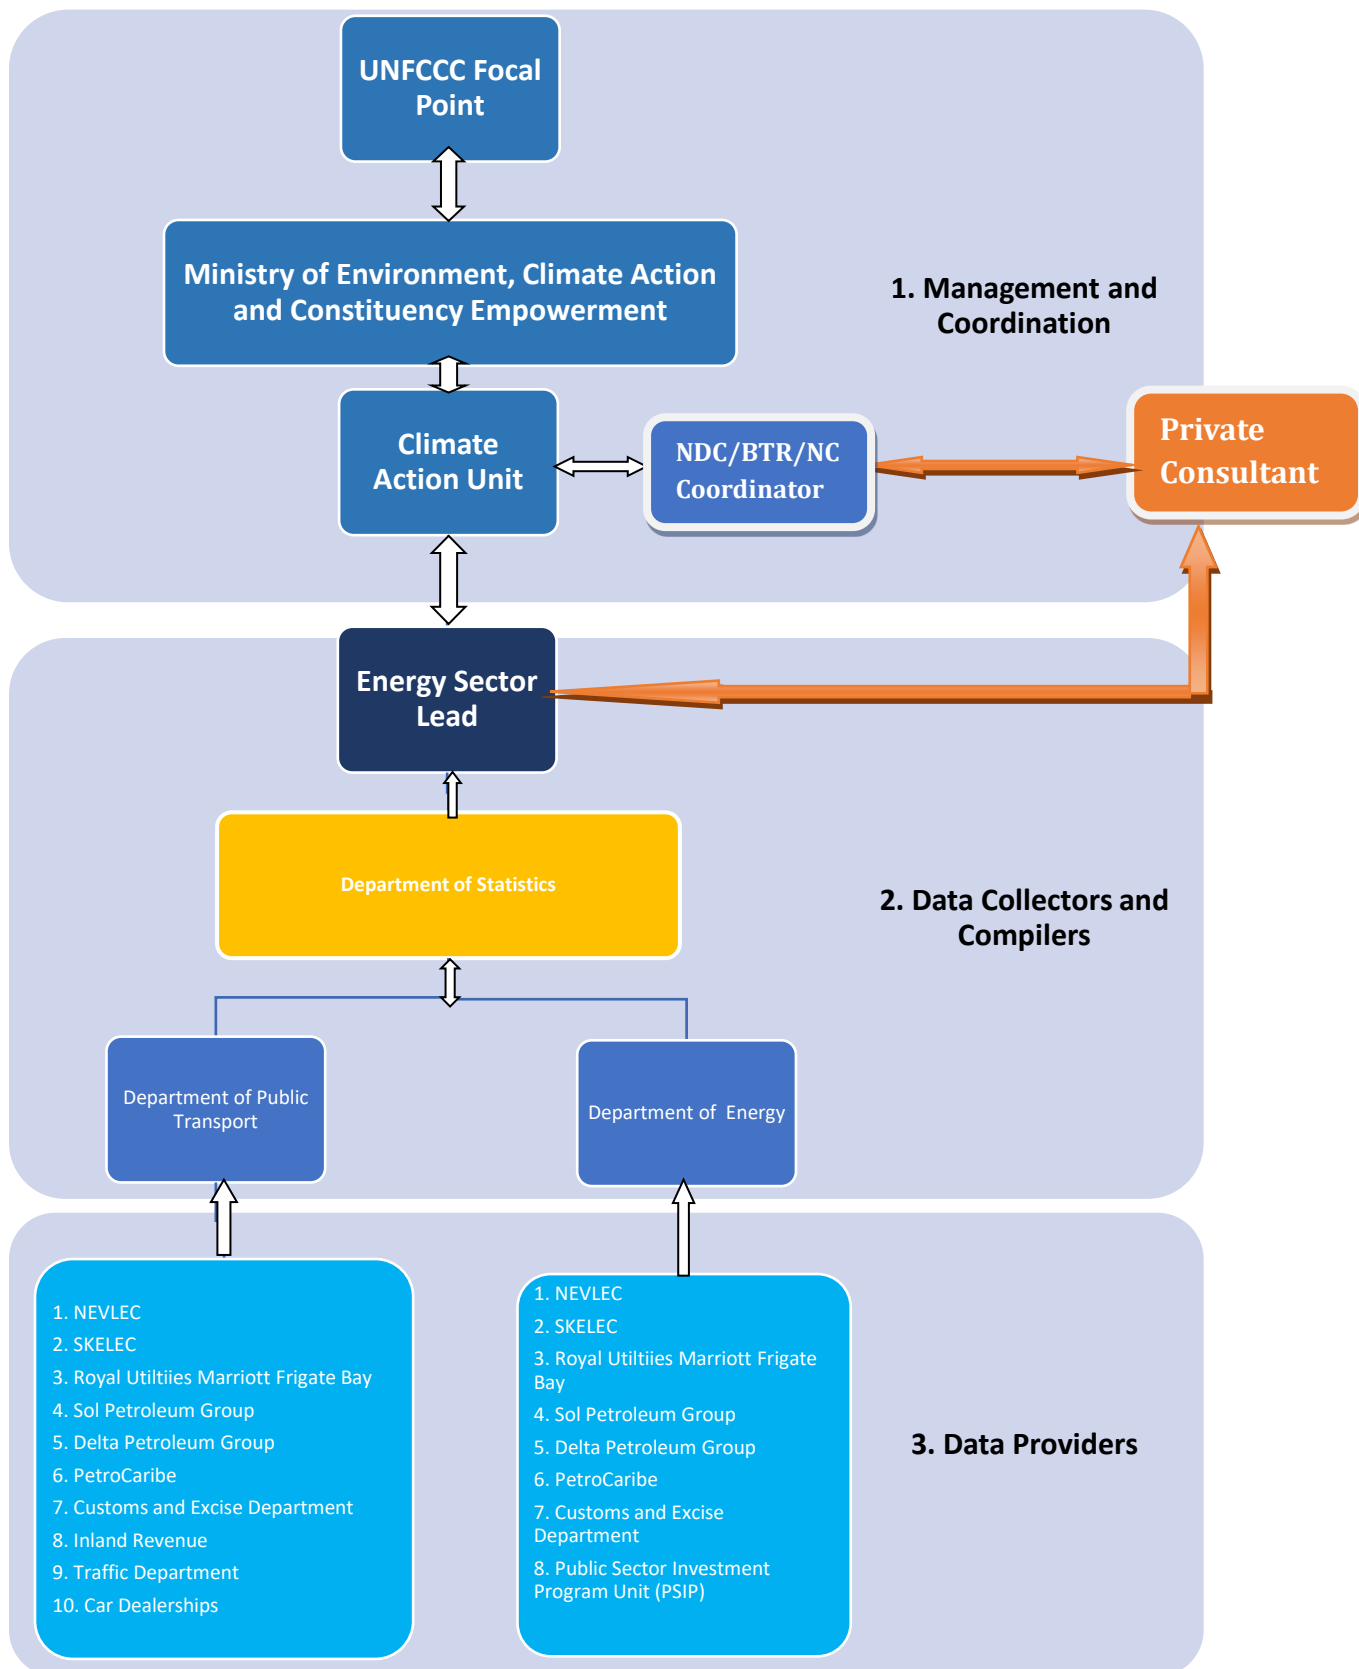 UNFCCC Focal
Point
Ministry of Environment, Climate Action
and Constituency Empowerment
1. Management and
Coordination
Climate
Action Unit
NDC/BTR/NC
Coordinator
Private
Consultant
Energy Sector
Lead
Department of Statistics
2. Data Collectors and
Compilers
Department of Public
Transport
Department of  Energy
1. NEVLEC
2. SKELEC
3. Royal Utiltiies Marriott Frigate Bay
4. Sol Petroleum Group
5. Delta Petroleum Group
6. PetroCaribe
7. Customs and Excise Department
8. Inland Revenue
9. Traffic Department
10. Car Dealerships
1. NEVLEC
2. SKELEC
3. Royal Utiltiies Marriott Frigate
Bay
4. Sol Petroleum Group
5. Delta Petroleum Group
6. PetroCaribe
7. Customs and Excise
Department
8. Public Sector Investment
Program Unit (PSIP)
3. Data Providers